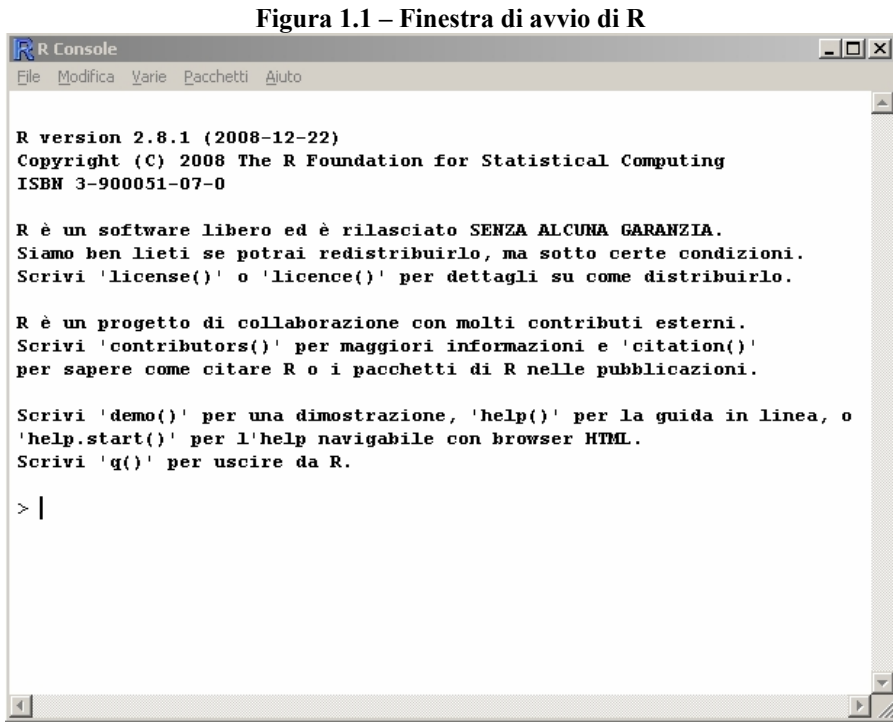 Figura 1.1 – Finestra di avvio di R
R Console
File Modifica Varie Pacchetti Aiuto
R version 2.8.1 (2008-12-22)
Copyright (C) 2008 The R Foundation for Statistical Computing
ISBN 3-900051-07-0
R è un software libero ed è rilasciato SENZA ALCUNA GARANZIA.
Siamo ben lieti se potrai redistribuirlo, ma sotto certe condizioni.
Scrivi 'license()' o 'licence()' per dettagli su come distribuirlo.
R è un progetto di collaborazione con molti contributi esterni.
Scrivi 'contributors()' per maggiori informazioni e 'citation()'
per sapere come citare R o i pacchetti di R nelle pubblicazioni.
Scrivi 'demo()' per una dimostrazione, 'help()' per la guida in linea, o
'help.start()' per l'help navigabile con browser HTML.
Scrivi 'q()' per uscire da R.
>